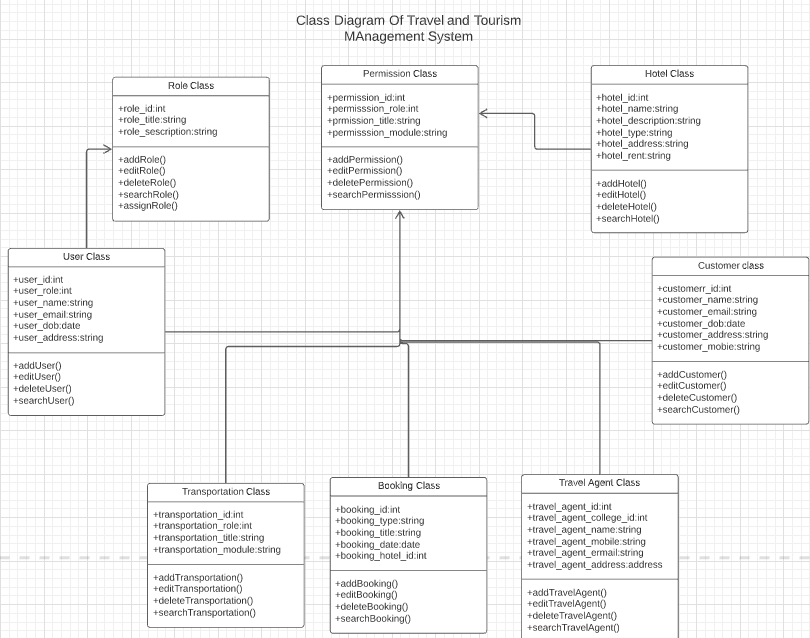 Class Diagram Of Travel and Tourism
MAnagement System
Role Class
+role_id:int
+role_title:string
+role_sescription:string
+addRole()
+editRole()
+deleteRole()
+searchRole()
+assignRole()
Permission Class
+permission_id:int
+permisssion_role:int
+prmission_title:string
+permisssion_module:string
+addPermission()
+editPermission()
+deletePermission()
+searchPermisssion()
Hotel Class
+hotel_id:int
+hotel_name:string
+hotel_description:string
+hotel_type:string
+hotel_address:string
+hotel_rent:string
+addHotel()
+editHotel()
+deleteHotel()
+searchHotel()
User Class
+user_id:int
+user_role:int
+user_name:string
+user_email:string
+user_dob:date
+user_address:string
+addUser()
+editUser()
+deleteUser()
+searchUser()
Customer class
+customerr_id:int
+customer_name:string
+customer_email:string
+customer_dob:date
+customer_address:string
+customer_mobie:string
+addCustomer()
+editCustomer()
+deleteCustomer()
+searchCustomer()
Transportation Class
+transportation_id:int
+transportation_role:int
+transportation_title:string
+transportation_module:string
+addTransportation()
+editTransportation()
+deleteTransportation()
+searchTransportation()
Booking Class
+booking_id:int
+booking_type:string
+booking_title:string
+booking_date:date
+booking_hotel_id:int
+addBooking()
+editBooking()
+deleteBooking()
+searchBooking()
Travel Agent Class
+travel_agent_id:int
+travel_agent_college_id:int
+travel_agent_name:string
+travel_agent_mobile:string
+travel_agent_ermail:string
+travel_agent_address:address
+addTravelAgent()
+editTravelAgent()
+deleteTravelAgent()
+searchTravelAgent()